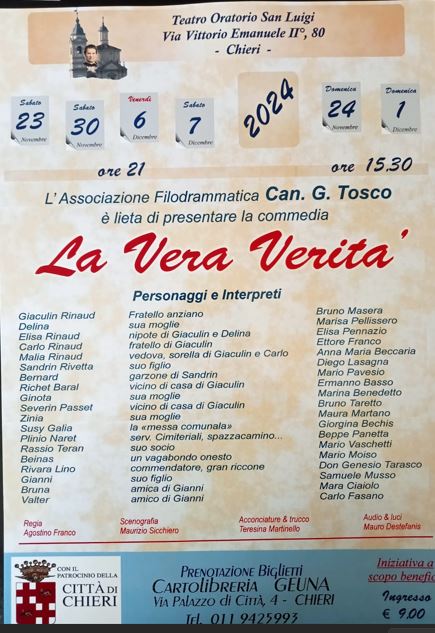 Teatro Oratorio San Luigi
Via Vittorio Emanuele II°, 80
- Chieri -
Sabato 23 Novembre
Sabato 30 Novembre
Venerdì 6 Dicembre
Sabato 7 Dicembre
2024
Domenica 24 Novembre
Domenica 1 Dicembre
ore 21
ore 15.30
L'Associazione Filodrammatica Can. G. Tosco
è lieta di presentare la commedia
La Vera Verita'
Personaggi e Interpreti
Giaculin Rinaud Fratello anziano Bruno Masera
Delina sua moglie Marisa Pellissero
Elisa Rinaud nipote di Giaculin e Delina Elisa Pennazio
Carlo Rinaud fratello di Giaculin Ettore Franco
Malia Rinaud vedova, sorella di Giaculin e Carlo Anna Maria Beccaria
Sandrin Rivetta suo figlio Diego Lasagna
Bernard garzone di Sandrin Mario Pavesio
Richet Baral vicino di casa di Giaculin Ermanno Basso
Ginota sua moglie Marina Benedetto
Severin Passet vicino di casa di Giaculin Bruno Taretto
Zinia sua moglie Maura Martano
Susy Galia la «messa comunale» Giorgina Bechis
Plinio Naret serv. Cimiteriali, spazzacamino... Beppe Panetta
Rassio Teran suo socio Mario Vaschetti
Beinas un vagabondo onesto Mario Moiso
Rivara Lino commendatore, gran riccone Don Genesio Tarasco
Gianni suo figlio Samuele Musso
Bruna amica di Gianni Mara Ciaiolo
Valter amico di Gianni Carlo Fasano
Regia Scenografia Acconciature & trucco Audio & luci
Agostino Franco Maurizio Sicchiero Teresina Martinello Mauro Destefanis
CON IL
PATROCINIO DELLA
CITTÀ DI
CHIERI
PRENOTAZIONE BIGLIETTI
CARTOLIBRERIA GEUNA
Via PALAZZO DI CITTÀ, 4 - CHIERI
Tel. 011 9425993
Iniziativa a
scopo benefic
Ingresso
€ 9.00